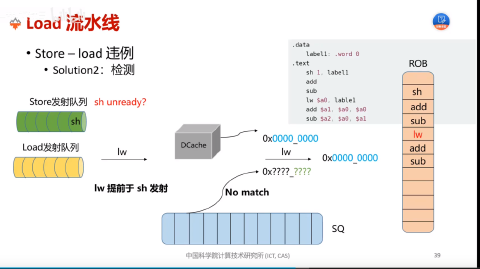 Load 流水线
• Store – load 违例
• Solution2：检测
.data
label1: .word 0
.text
sh 1, label1
add
sub
lw $a0, lable1
add $a1, $a0, $a0
sub $a2, $a0, $a1
ROB
sh
add
sub
lw
add
sub
Store发射队列 sh unready?
sh
Load发射队列
lw
DCache
0x0000_0000
lw
0x0000_0000
0x????_????
lw 提前于 sh 发射
No match
SQ
中国科学院计算技术研究所 (ICT, CAS)
39